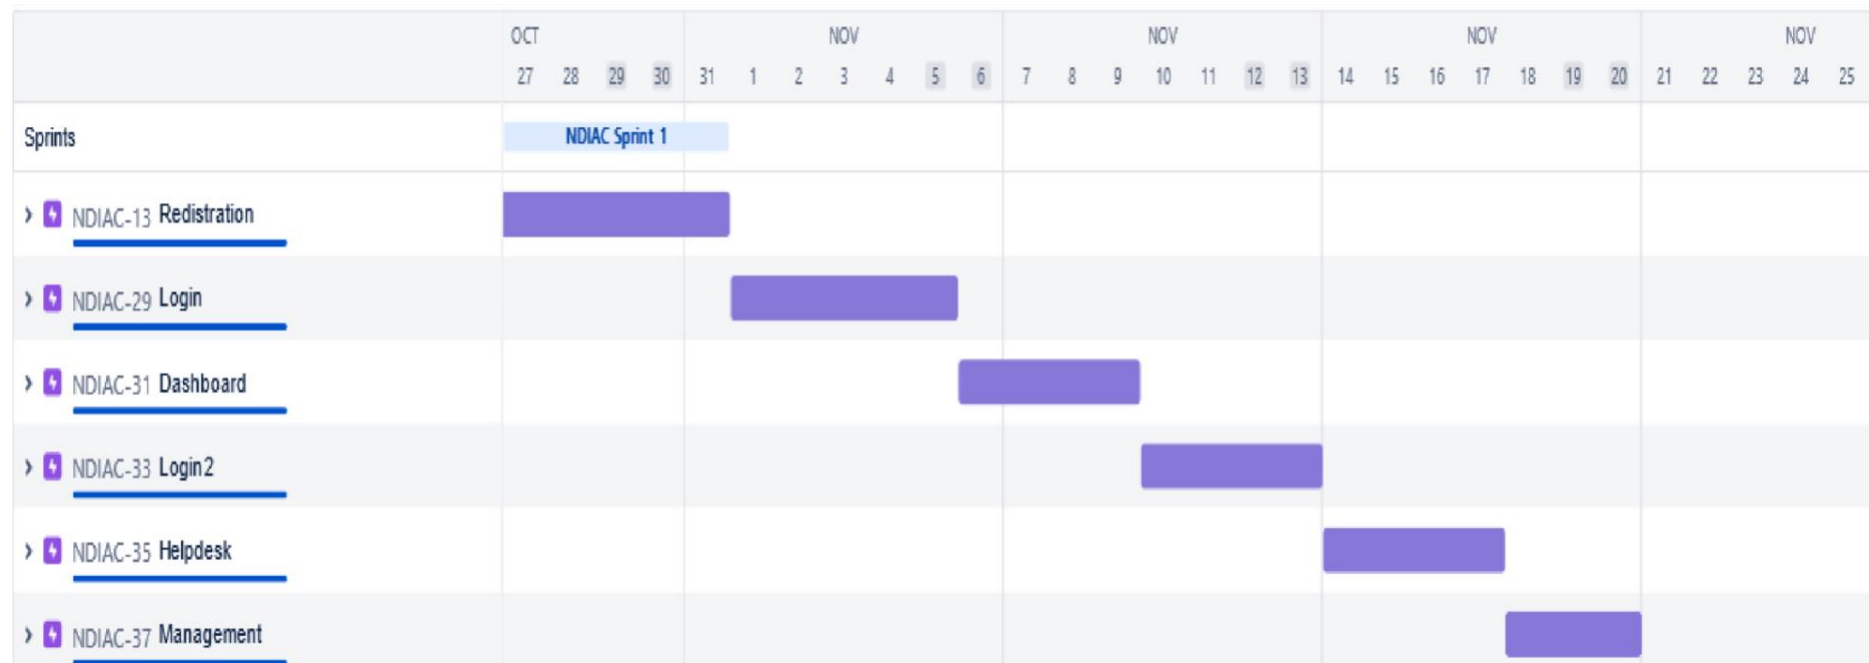 OCT NOV NOV NOV NOV
27 28 29 30 31 1 2 3 4 5 6 7 8 9 10 11 12 13 14 15 16 17 18 19 20 21 22 23 24 25
Sprints NDIAC Sprint 1
NDIAC-13 Redistration
NDIAC-29 Login
NDIAC-31 Dashboard
NDIAC-33 Login2
NDIAC-35 Helpdesk
NDIAC-37 Management